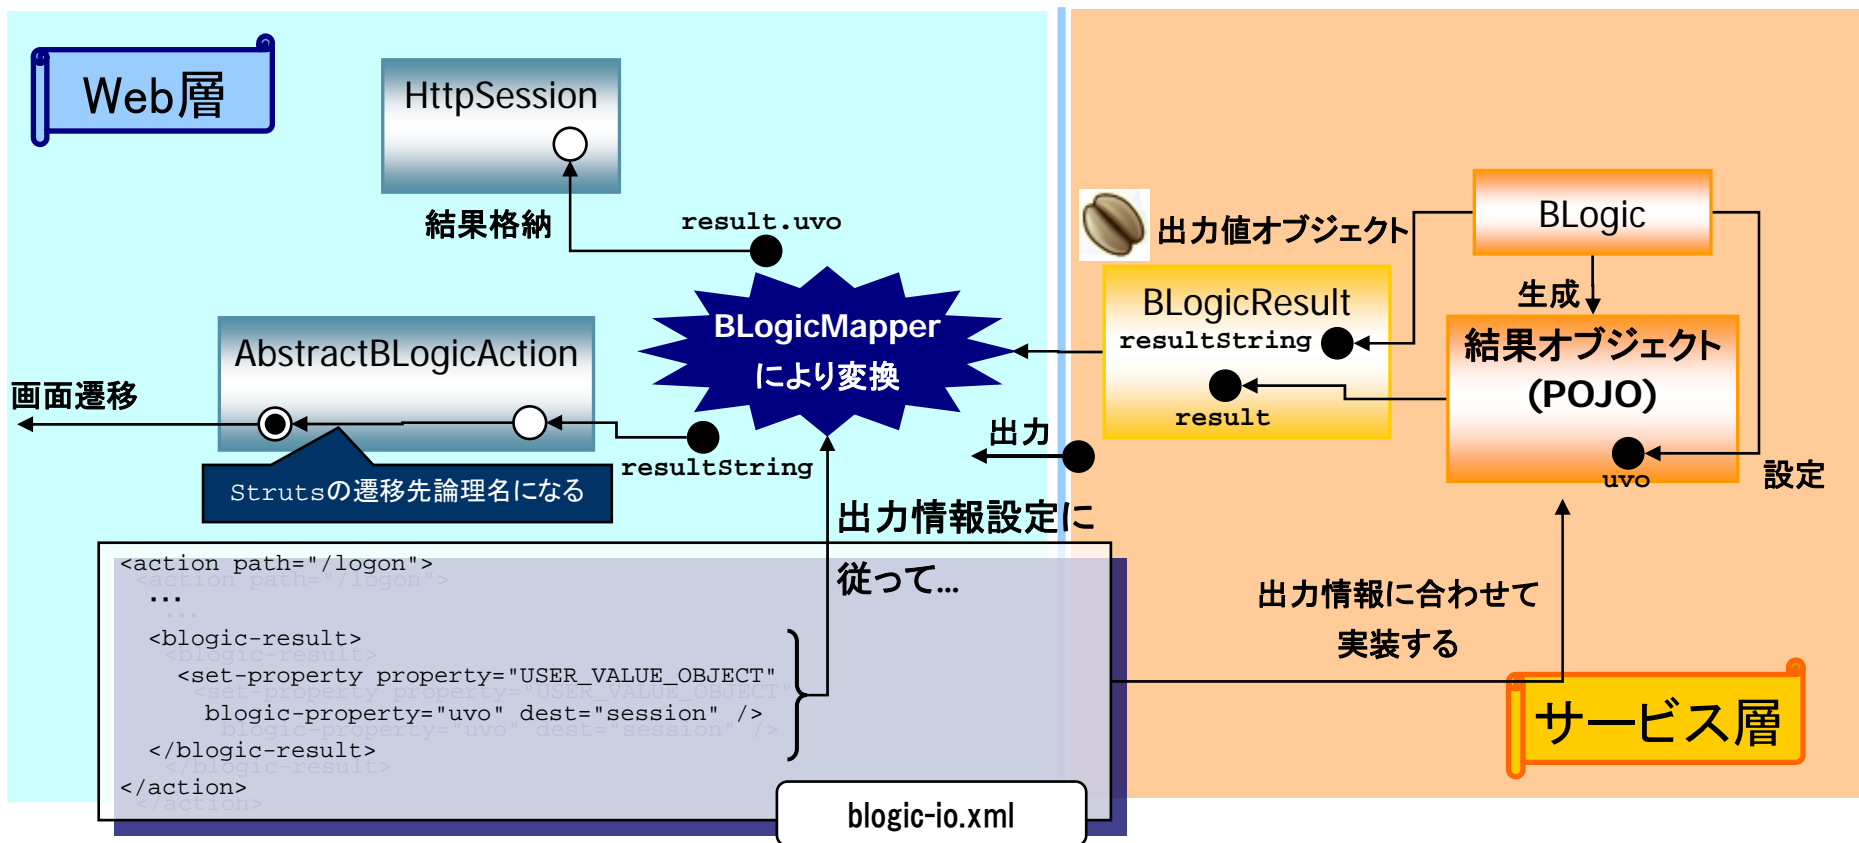 Web層
HttpSession
結果格納
result.uvo
出力値オブジェクト
BLogic
生成
BLogicResult
resultString
result
結果オブジェクト
(POJO)
uvo
設定
BLogicMapper
により変換
AbstractBLogicAction
画面遷移
resultString
出力
Strutsの遷移先論理名になる
出力情報設定に
従って…
<action path="/logon">
...
<blogic-result>
<set-property property="USER_VALUE_OBJECT"
blogic-property="uvo" dest="session" />
</blogic-result>
</action>
blogic-io.xml
出力情報に合わせて
実装する
サービス層